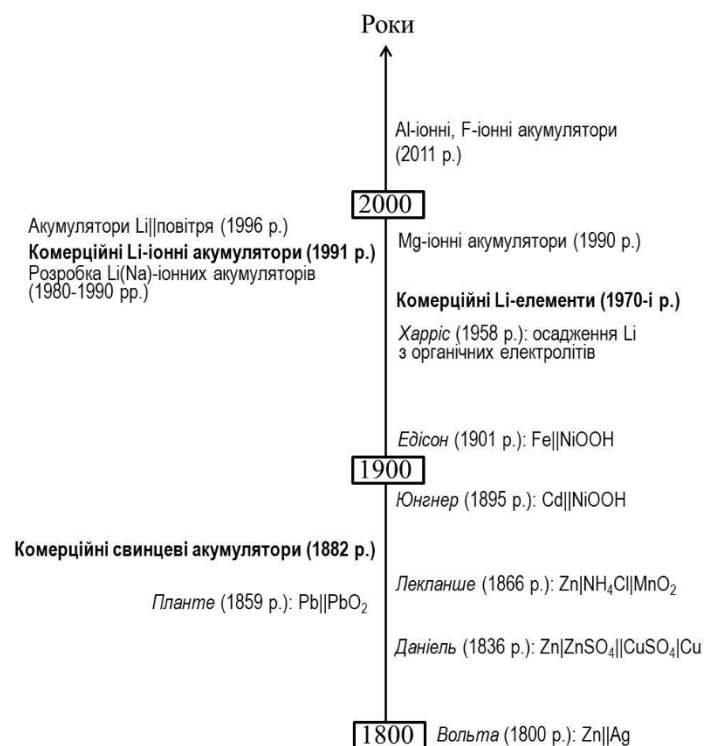 Роки
Al-іонні, F-іонні акумулятори
(2011 р.)
2000
Акумулятори Li||повітря (1996 р.)
Комерційні Li-іонні акумулятори (1991 р.)
Розробка Li(Na)-іонних акумуляторів
(1980-1990 рр.)
Mg-іонні акумулятори (1990 р.)
Комерційні Li-елементи (1970-і р.)
Харріс (1958 р.): осадження Li
з органічних електролітів
Едісон (1901 р.): Fe||NiOOH
1900
Юнгнер (1895 р.): Cd||NiOOH
Комерційні свинцеві акумулятори (1882 р.)
Лекланше (1866 р.): Zn|NH₄Cl|MnO₂
Планте (1859 р.): Pb||PbO₂
Даніель (1836 р.): Zn|ZnSO₄||CuSO₄|Cu
1800
Вольта (1800 р.): Zn||Ag